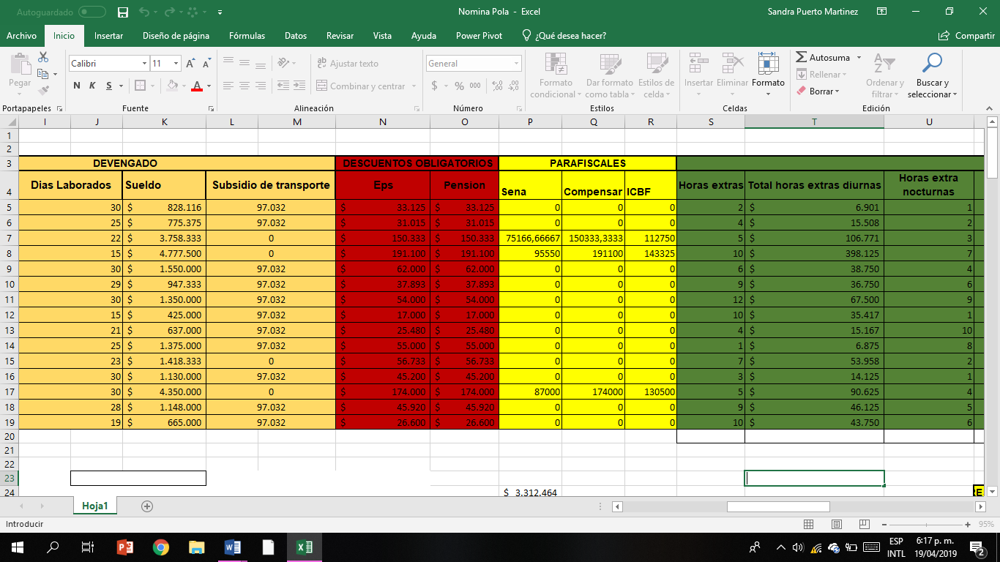 Autoguardado
Nomina Pola - Excel
Sandra Puerto Martinez
Archivo Inicio Insertar Diseño de página Fórmulas Datos Revisar Vista Ayuda Power Pivot ¿Qué desea hacer? Compartir
Pegar
Calibri 11
N K S
Ajustar texto
Combinar y centrar
General
$ % 000
Formato condicional
Dar formato como tabla
Estilos de celda
Insertar Eliminar Formato
Autosuma
Rellenar
Borrar
Ordenar y filtrar
Buscar y seleccionar
Portapapeles Fuente Alineación Número Estilos Celdas Edición
I J K L M N O P Q R S T U
1
2
3 DEVENGADO DESCUENTOS OBLIGATORIOS PARAFISCALES
4 Dias Laborados Sueldo Subsidio de transporte Eps Pension Sena Compensar ICBF Horas extras Total horas extras diurnas Horas extra nocturnas
5 30 $ 828.116 97.032 $ 33.125 $ 33.125 0 0 0 2 $ 6.901 1
6 25 $ 775.375 97.032 $ 31.015 $ 31.015 0 0 0 4 $ 15.508 2
7 22 $ 3.758.333 0 $ 150.333 $ 150.333 75166,66667 150333,3333 112750 5 $ 106.771 3
8 15 $ 4.777.500 0 $ 191.100 $ 191.100 95550 191100 143325 10 $ 398.125 7
9 30 $ 1.550.000 97.032 $ 62.000 $ 62.000 0 0 0 6 $ 38.750 4
10 29 $ 947.333 97.032 $ 37.893 $ 37.893 0 0 0 9 $ 36.750 6
11 30 $ 1.350.000 97.032 $ 54.000 $ 54.000 0 0 0 12 $ 67.500 9
12 15 $ 425.000 97.032 $ 17.000 $ 17.000 0 0 0 10 $ 35.417 1
13 21 $ 637.000 97.032 $ 25.480 $ 25.480 0 0 0 4 $ 15.167 10
14 25 $ 1.375.000 97.032 $ 55.000 $ 55.000 0 0 0 1 $ 6.875 8
15 23 $ 1.418.333 0 $ 56.733 $ 56.733 0 0 0 7 $ 53.958 2
16 30 $ 1.130.000 97.032 $ 45.200 $ 45.200 0 0 0 3 $ 14.125 1
17 30 $ 4.350.000 0 $ 174.000 $ 174.000 87000 174000 130500 5 $ 90.625 4
18 28 $ 1.148.000 97.032 $ 45.920 $ 45.920 0 0 0 9 $ 46.125 5
19 19 $ 665.000 97.032 $ 26.600 $ 26.600 0 0 0 10 $ 43.750 6
20
21
22
23
24 $ 3.312.464
Hoja1
Introducir 95%
ESP 6:17 p. m.
INTL 19/04/2019 2